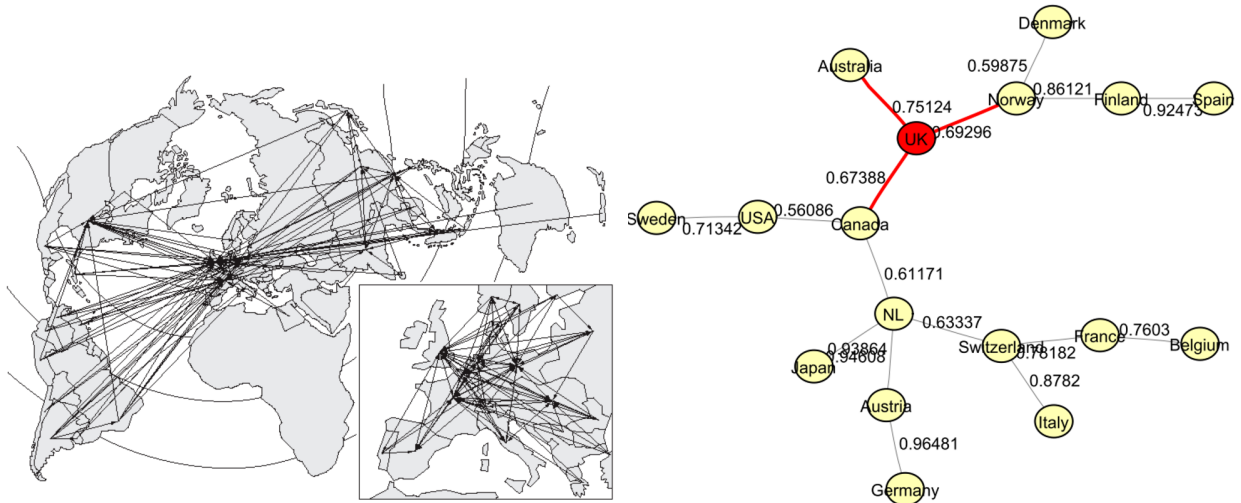 Denmark
Australia
0.59875
0.86121
Norway
Finland
Spain
0.92473
0.75124
UK
0.69296
0.67388
Sweden
0.71342
USA
0.56086
Canada
0.61171
NL
0.63337
Switzerland
0.78182
France
0.7603
Belgium
0.93864
0.94608
Japan
0.8782
Austria
Italy
0.96481
Germany